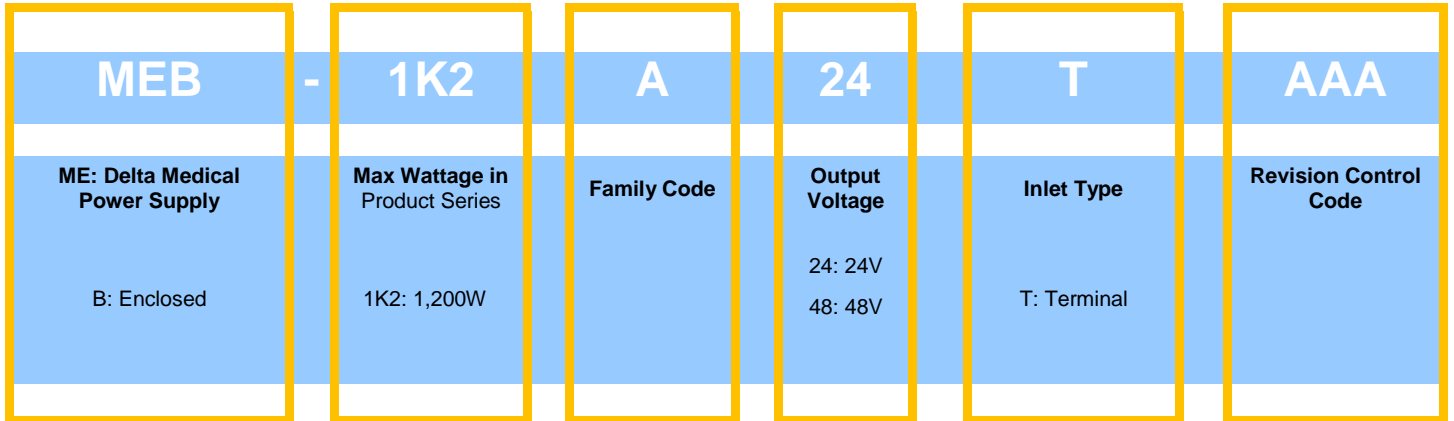 MEB - 1K2 A 24 T AAA
ME: Delta Medical
Power Supply
B: Enclosed
Max Wattage in
Product Series
1K2: 1,200W
Family Code
Output
Voltage
24: 24V
48: 48V
Inlet Type
T: Terminal
Revision Control
Code